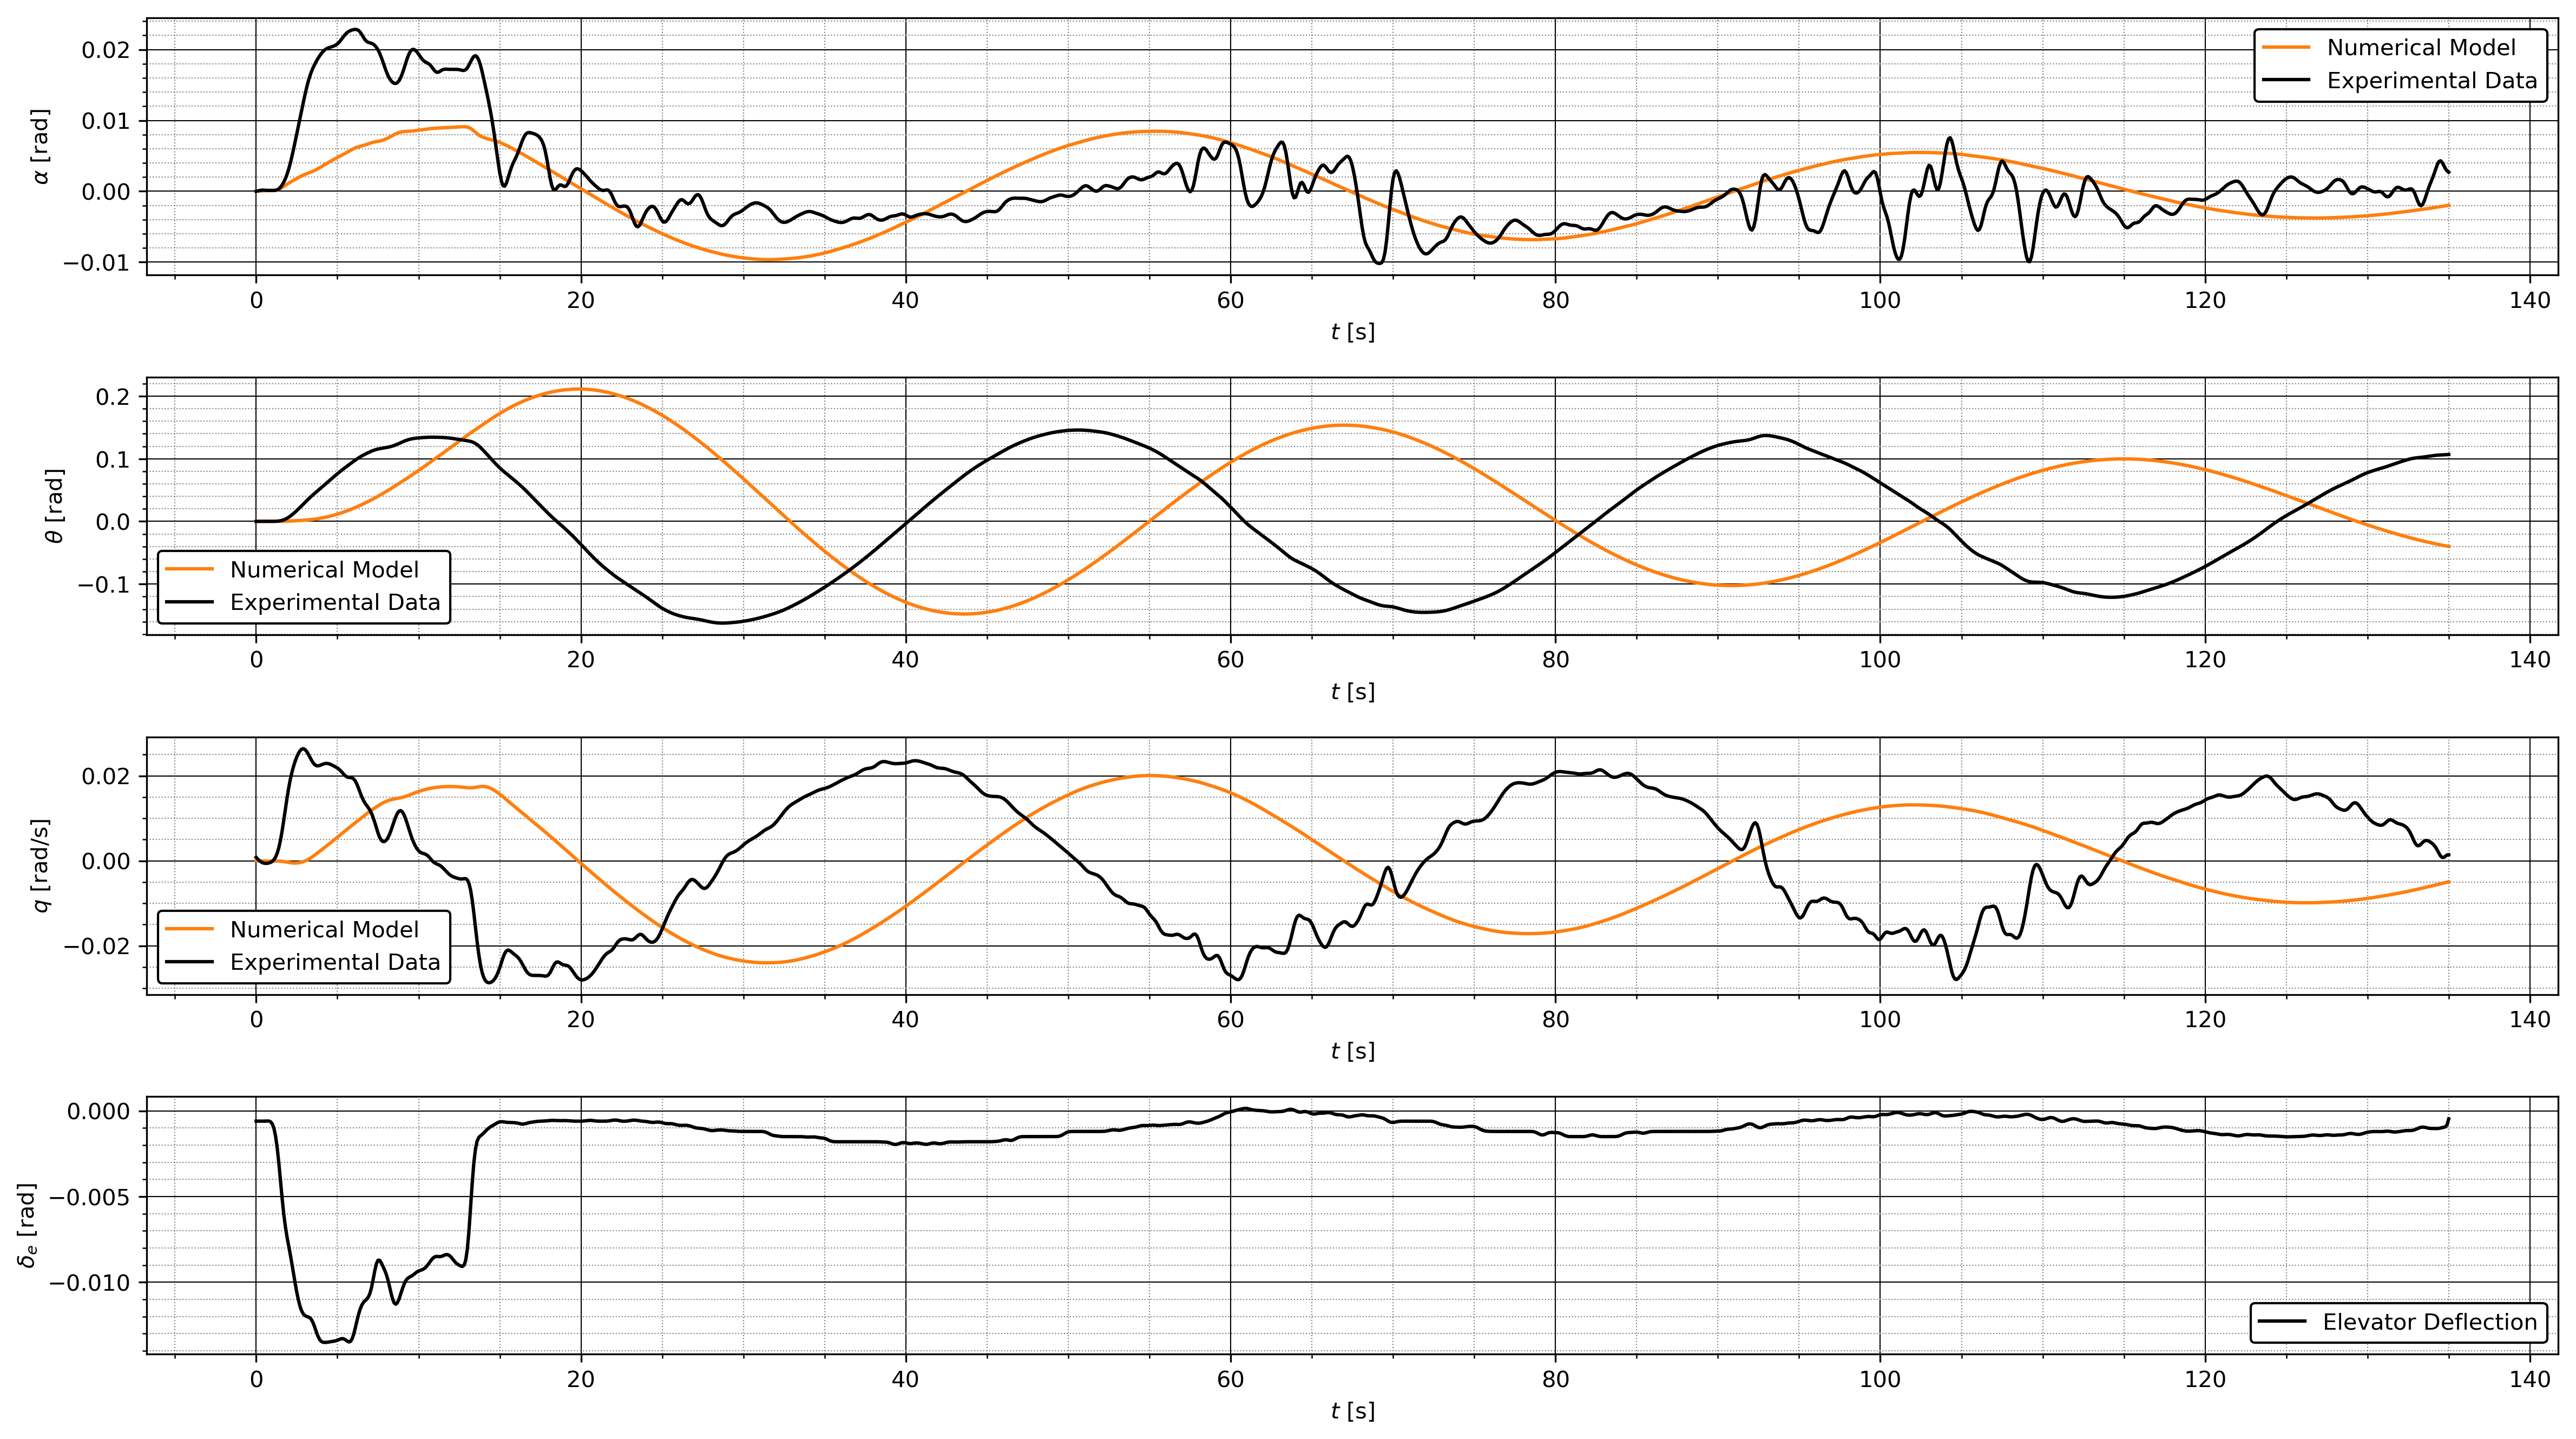 0.02
0.01
0.00
−0.01
α [rad]
Numerical Model
Experimental Data
0 20 40 60 80 100 120 140
t [s]
0.2
0.1
0.0
−0.1
θ [rad]
Numerical Model
Experimental Data
0 20 40 60 80 100 120 140
t [s]
0.02
0.00
−0.02
q [rad/s]
Numerical Model
Experimental Data
0 20 40 60 80 100 120 140
t [s]
0.000
−0.005
−0.010
δₑ [rad]
Elevator Deflection
0 20 40 60 80 100 120 140
t [s]